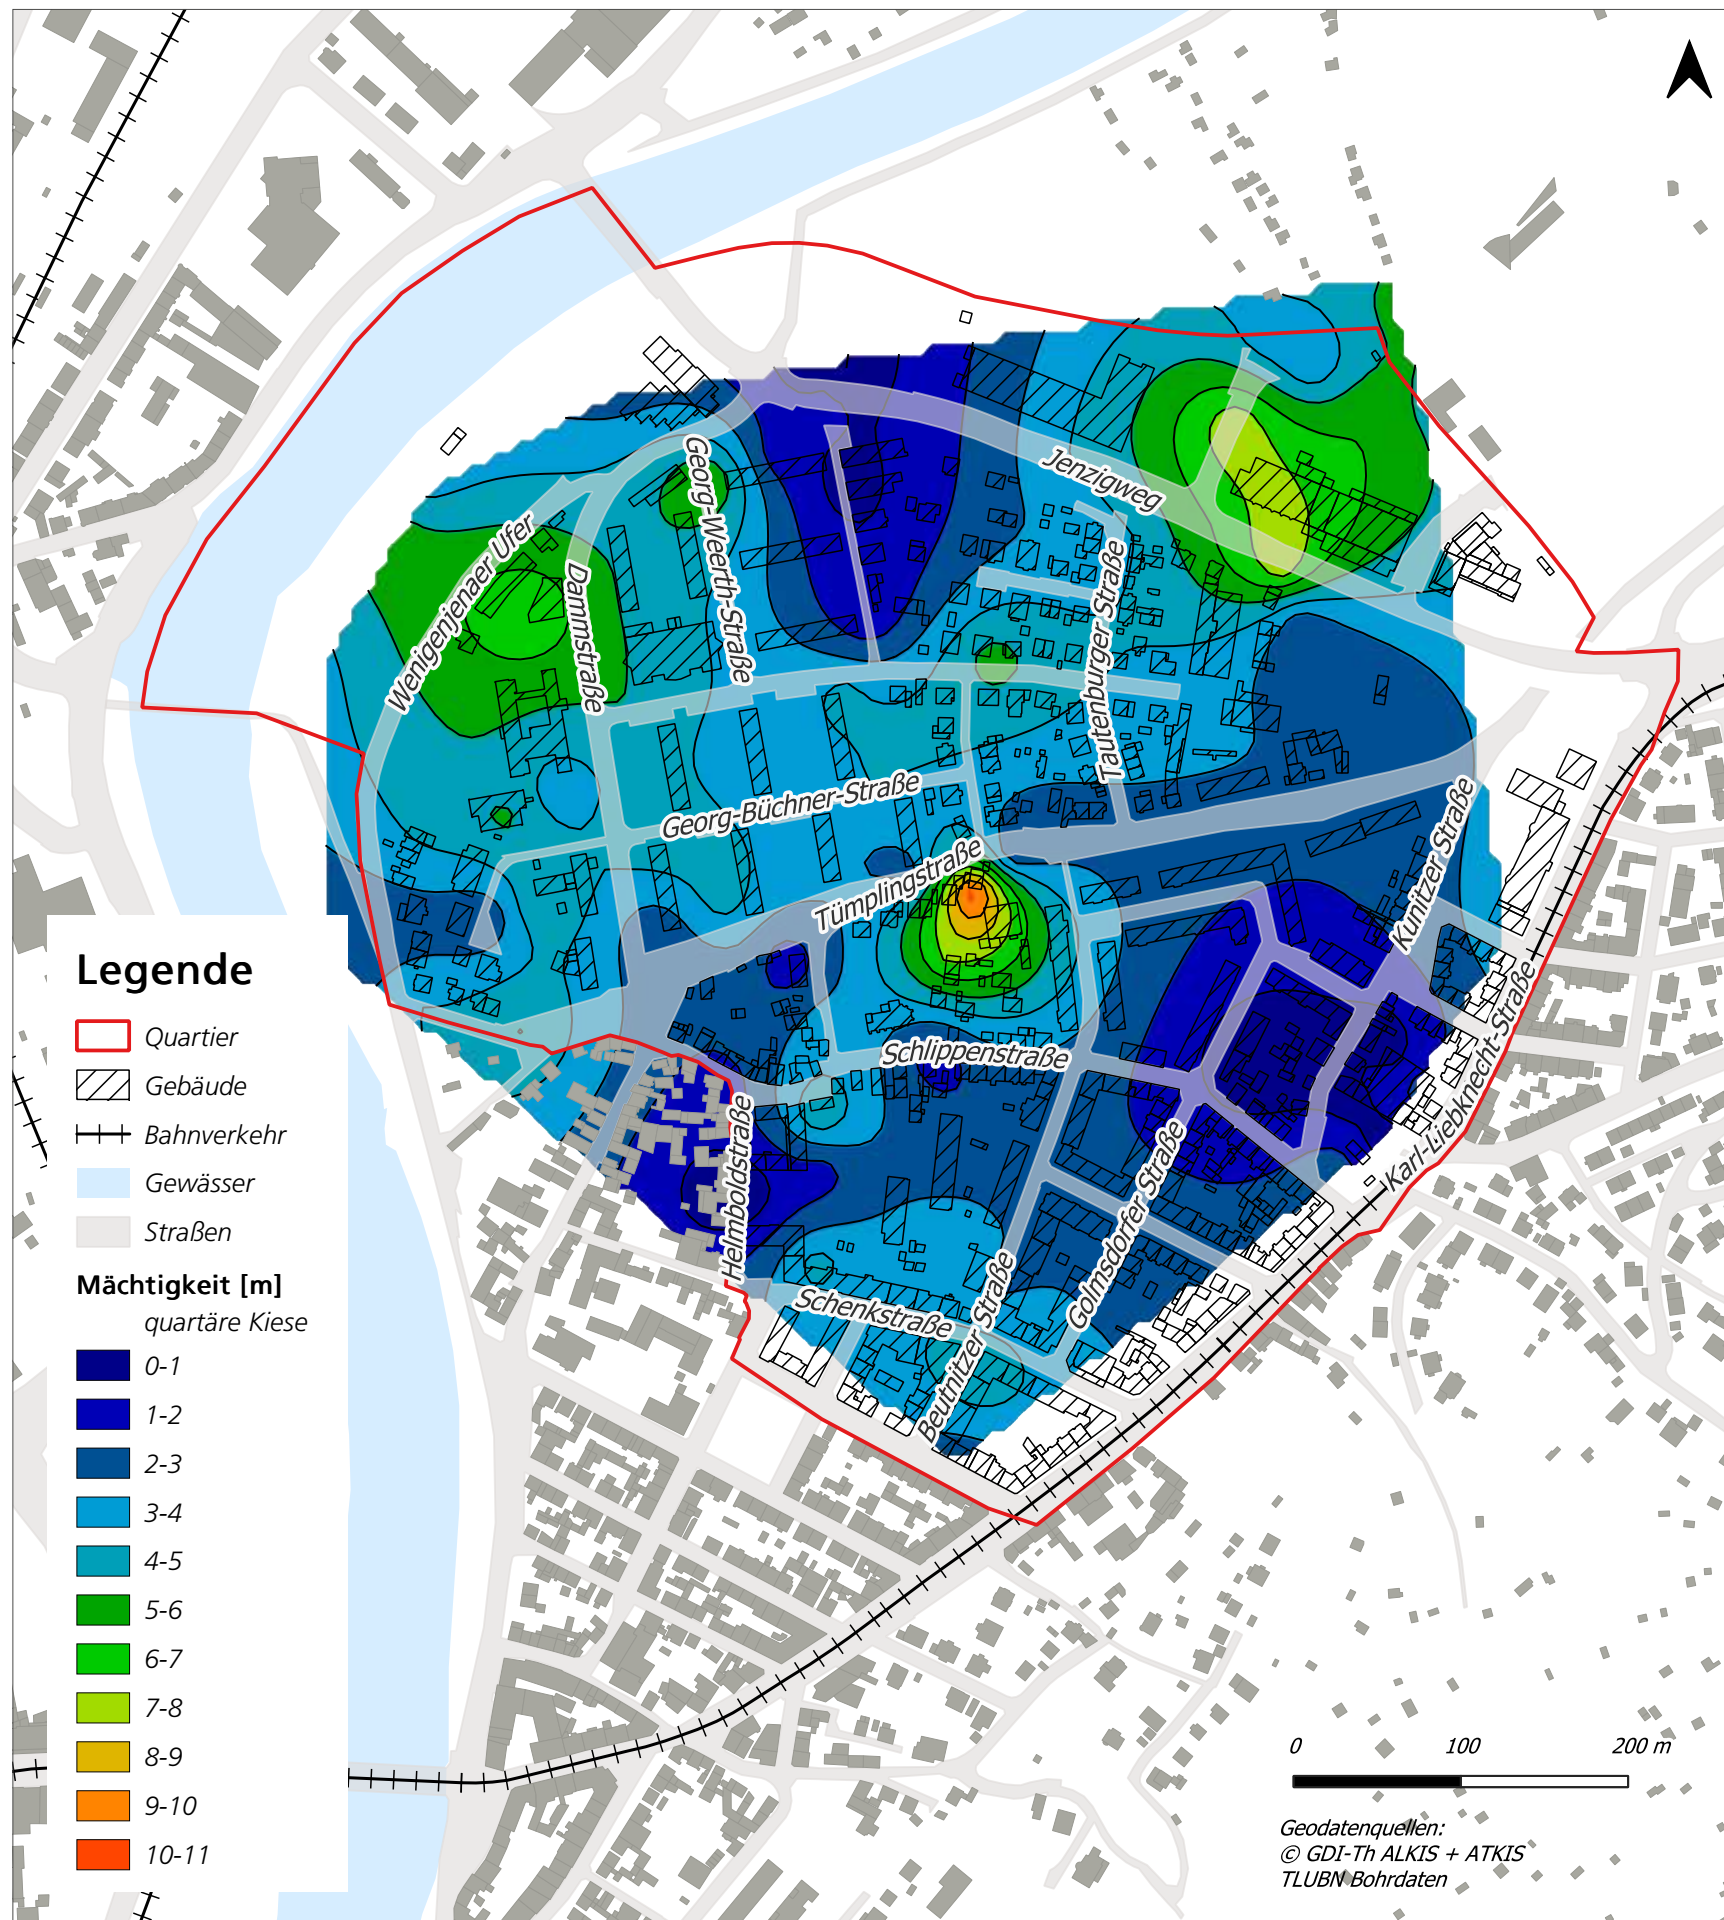 Jenzigweg
Georg-Weerth-Straße
Wenigenjenaer Ufer
Dammstraße
Tautenburger Straße
Georg-Büchner-Straße
Tümplingstraße
Kunitzer Straße
Karl-Liebknecht-Straße
Schlippenstraße
Helmboldstraße
Golmsdorfer Straße
Schenkstraße
Beutnitzer Straße
Legende
Quartier
Gebäude
Bahnverkehr
Gewässer
Straßen
Mächtigkeit [m]
quartäre Kiese
0-1
1-2
2-3
3-4
4-5
5-6
6-7
7-8
8-9
9-10
10-11
0 100 200 m
Geodatenquellen:
© GDI-Th ALKIS + ATKIS
TLUBN Bohrdaten